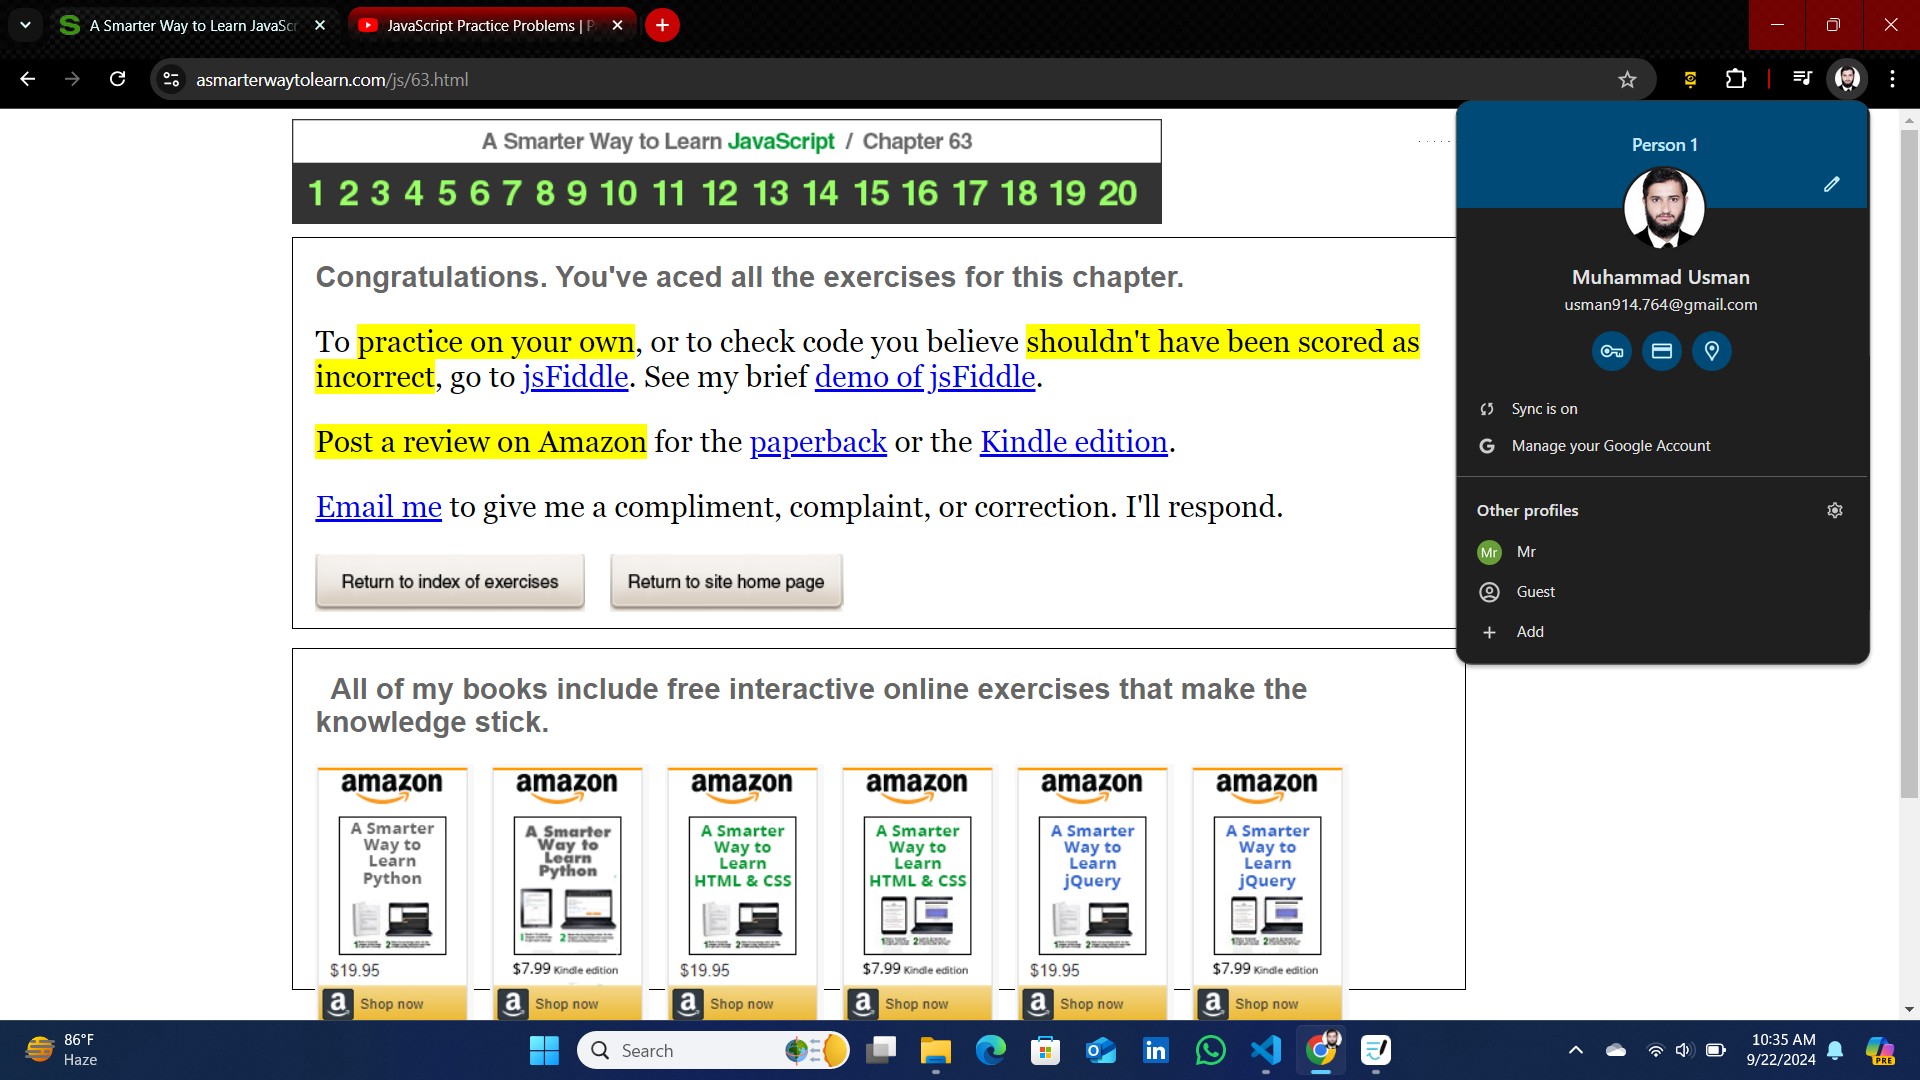 A Smarter Way to Learn JavaScr
JavaScript Practice Problems | P
asmarterwaytolearn.com/js/63.html
A Smarter Way to Learn JavaScript / Chapter 63
1 2 3 4 5 6 7 8 9 10 11 12 13 14 15 16 17 18 19 20
Congratulations. You've aced all the exercises for this chapter.
To practice on your own, or to check code you believe shouldn't have been scored as
incorrect, go to jsFiddle. See my brief demo of jsFiddle.
Post a review on Amazon for the paperback or the Kindle edition.
Email me to give me a compliment, complaint, or correction. I'll respond.
Return to index of exercises
Return to site home page
Person 1
Muhammad Usman
usman914.764@gmail.com
Sync is on
G Manage your Google Account
Other profiles
Mr Mr
Guest
Add
All of my books include free interactive online exercises that make the
knowledge stick.
amazon
A Smarter
Way to
Learn
Python
$19.95
a Shop now
amazon
A Smarter
Way to
Learn
Python
$7.99 Kindle edition
a Shop now
amazon
A Smarter
Way to
Learn
HTML & CSS
$19.95
a Shop now
amazon
A Smarter
Way to
Learn
HTML & CSS
$7.99 Kindle edition
a Shop now
amazon
A Smarter
Way to
Learn
jQuery
$19.95
a Shop now
amazon
A Smarter
Way to
Learn
jQuery
$7.99 Kindle edition
a Shop now
86°F
Haze
Search
10:35 AM
9/22/2024
PRE